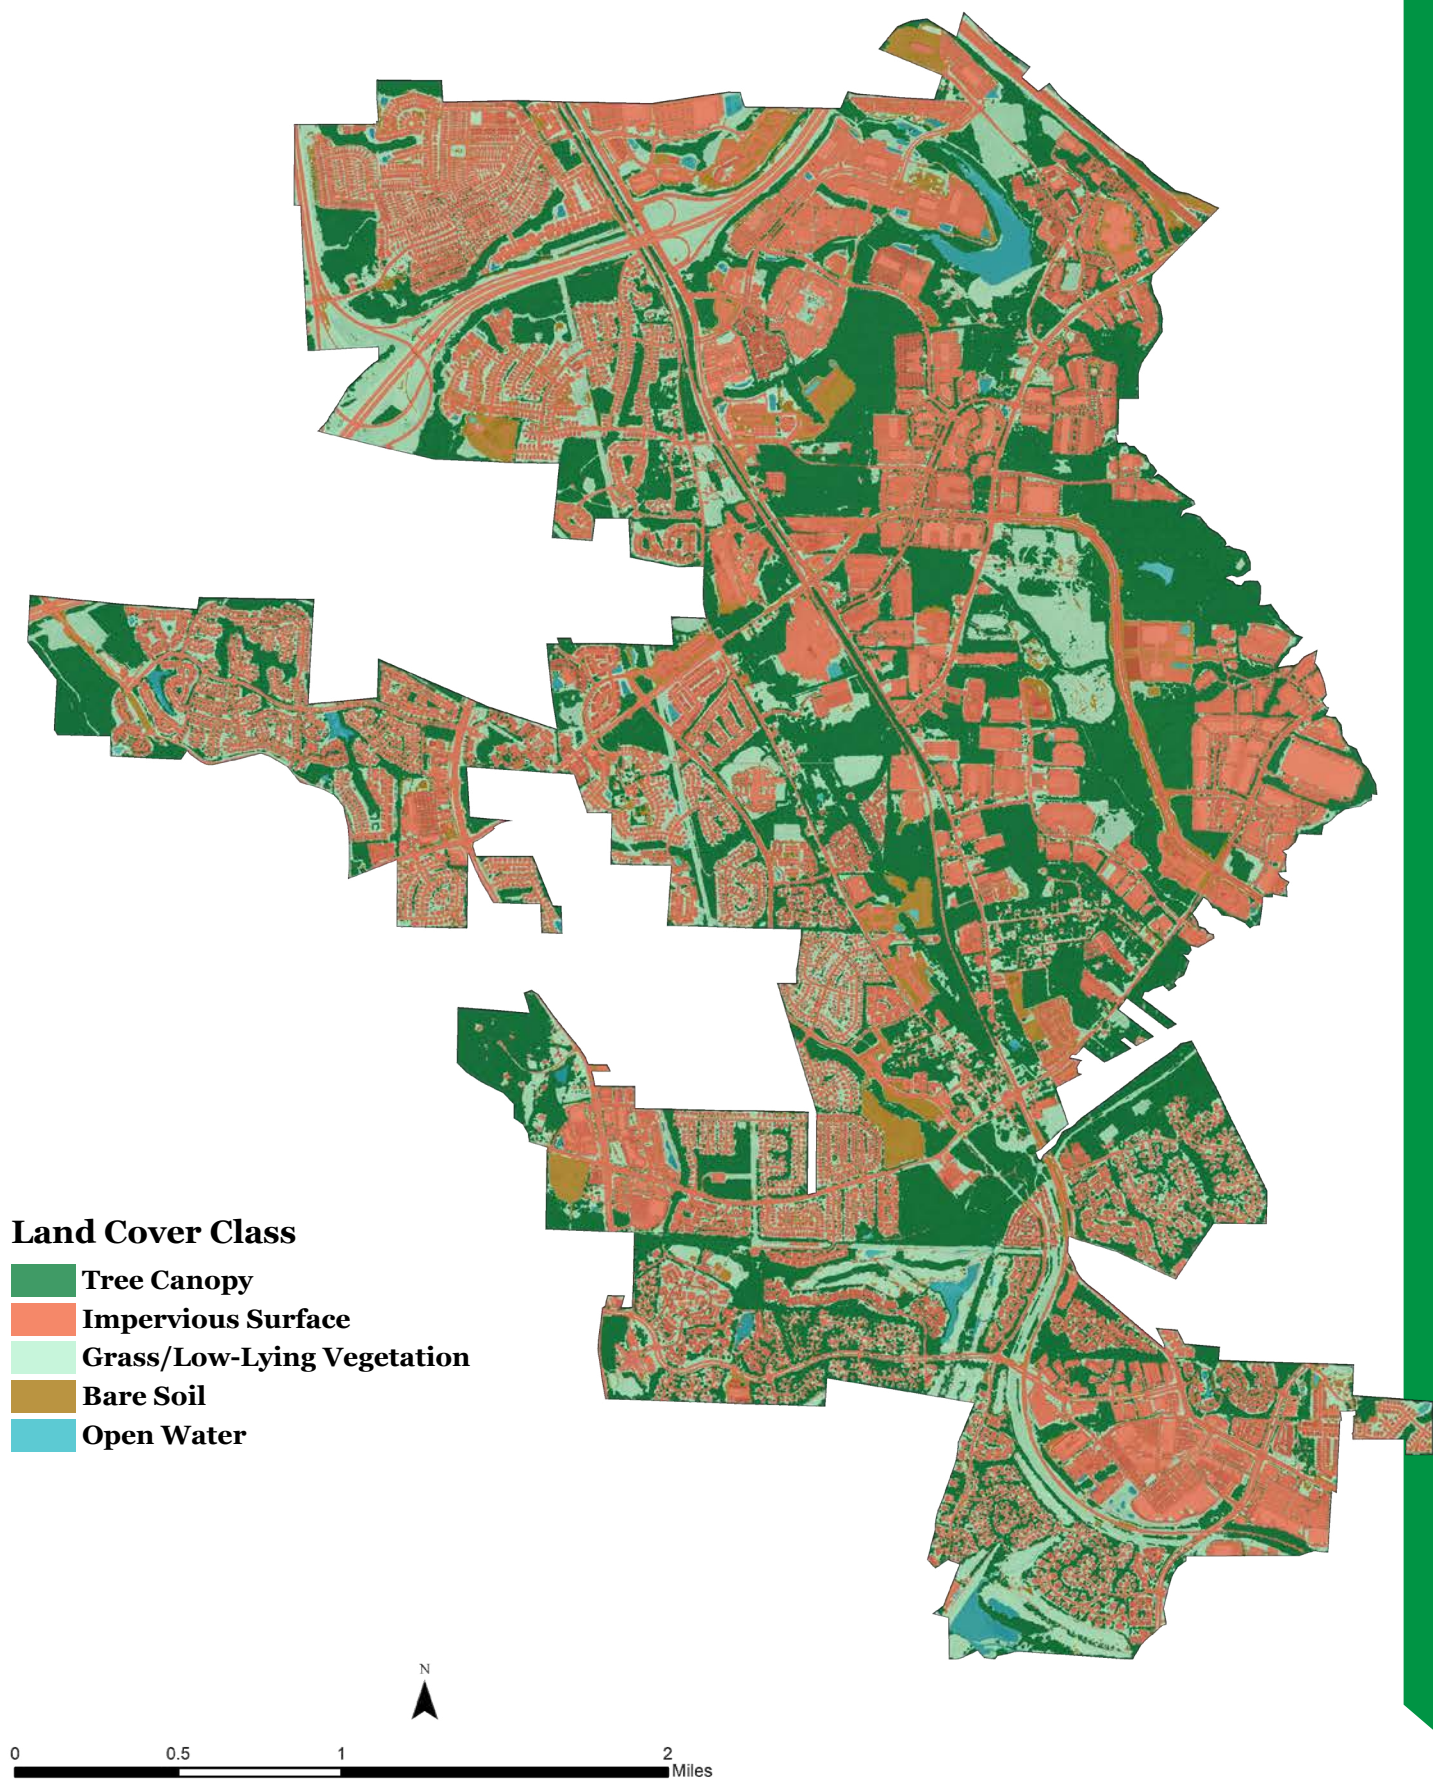 Land Cover Class
Tree Canopy
Impervious Surface
Grass/Low-Lying Vegetation
Bare Soil
Open Water
N
0 0.5 1 2
Miles